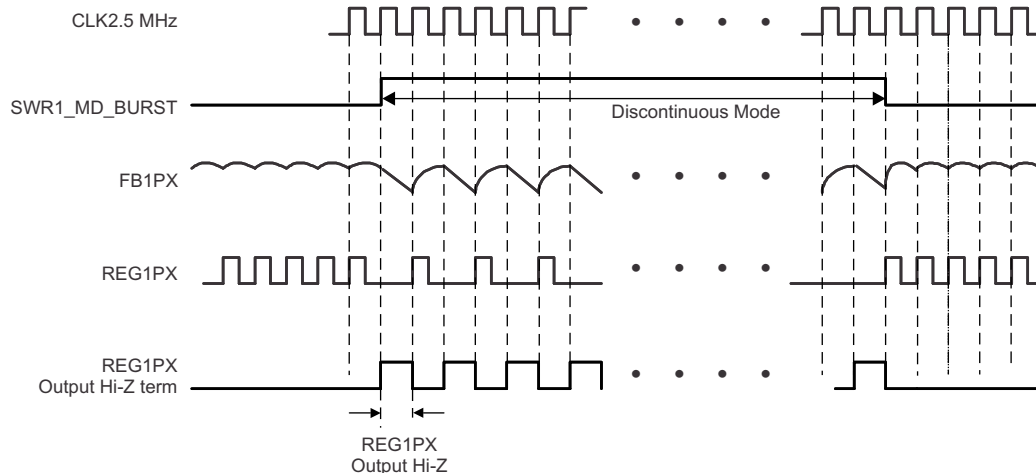 CLK2.5 MHz
SWR1_MD_BURST
Discontinuous Mode
FB1PX
REG1PX
REG1PX
Output Hi-Z term
REG1PX
Output Hi-Z